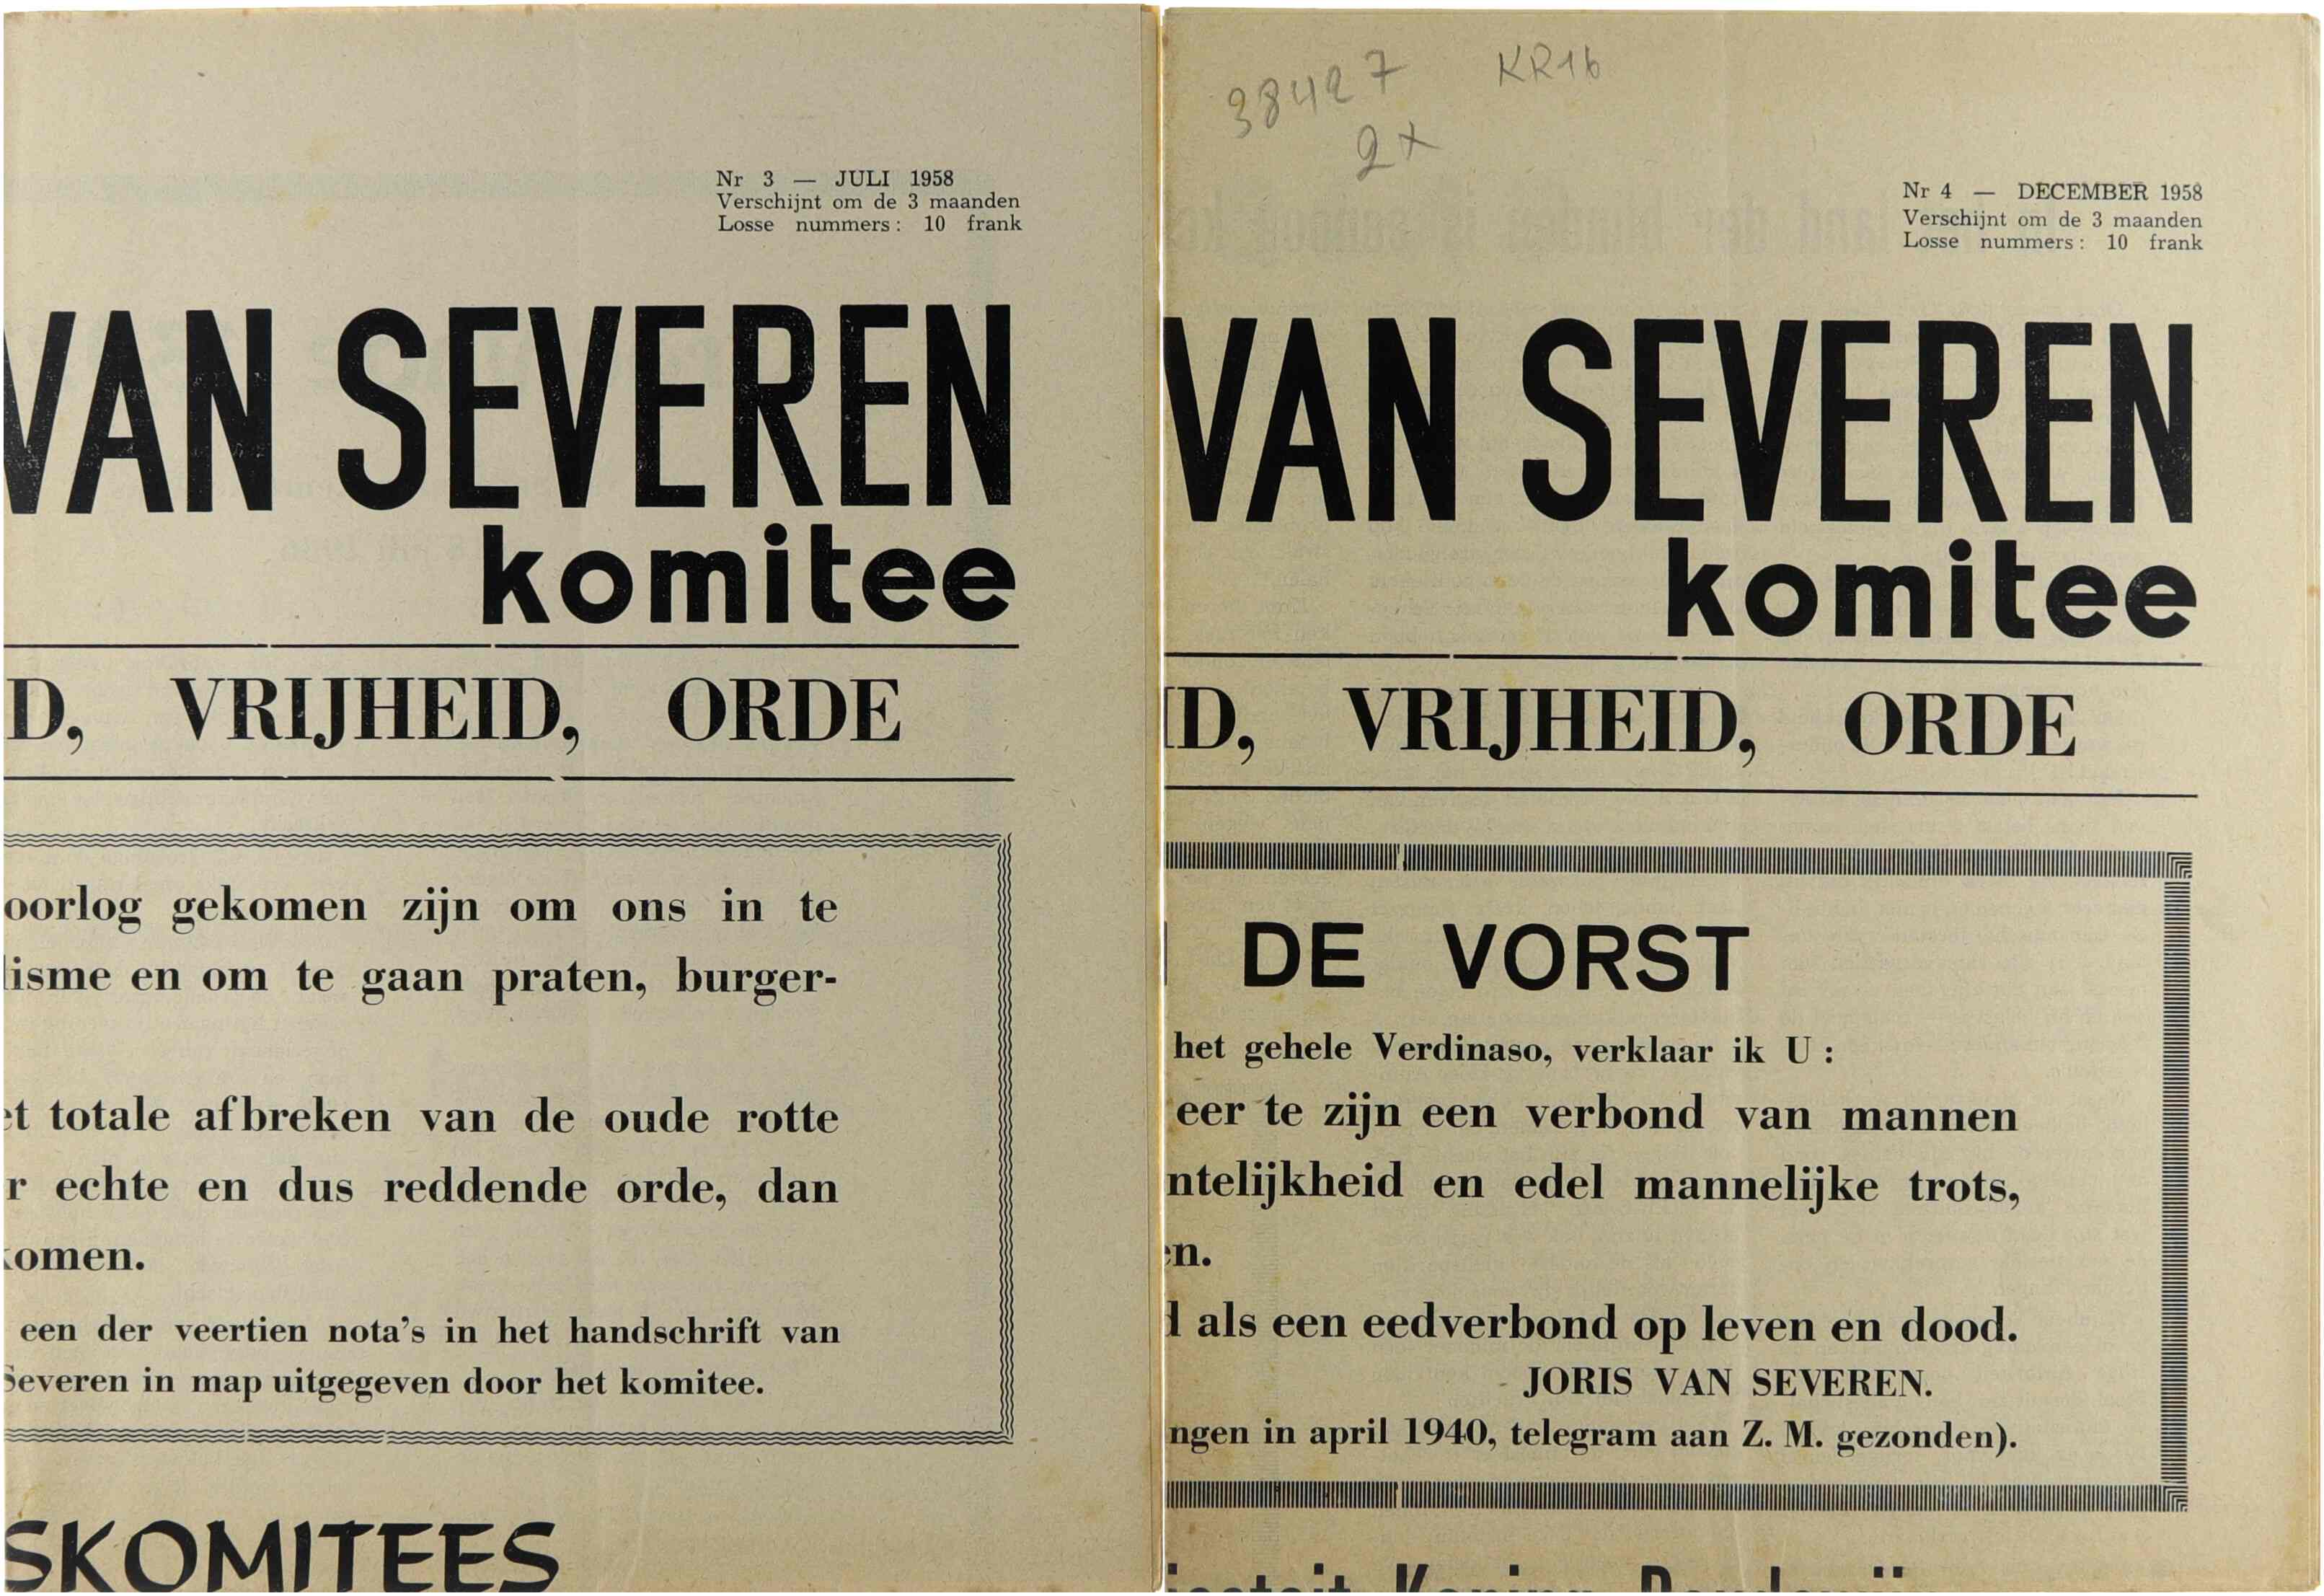 Nr 3 — JULI 1958
Verschijnt om de 3 maanden
Losse nummers: 10 frank
VAN SEVEREN
komitee
D, VRIJHEID, ORDE
oorlog gekomen zijn om ons in te
lisme en om te gaan praten, burger-
totale afbreken van de oude rotte
r echte en dus reddende orde, dan
omen.
een der veertien nota's in het handschrift van
Severen in map uitgegeven door het komitee.
SKOMITEES
38427 KR16
2x
Nr 4 — DECEMBER 1958
Verschijnt om de 3 maanden
Losse nummers: 10 frank
VAN SEVEREN
komitee
ID, VRIJHEID, ORDE
DE VORST
het gehele Verdinaso, verklaar ik U :
eer te zijn een verbond van mannen
ntelijkheid en edel mannelijke trots,
n.
als een eedverbond op leven en dood.
JORIS VAN SEVEREN.
ngen in april 1940, telegram aan Z. M. gezonden).